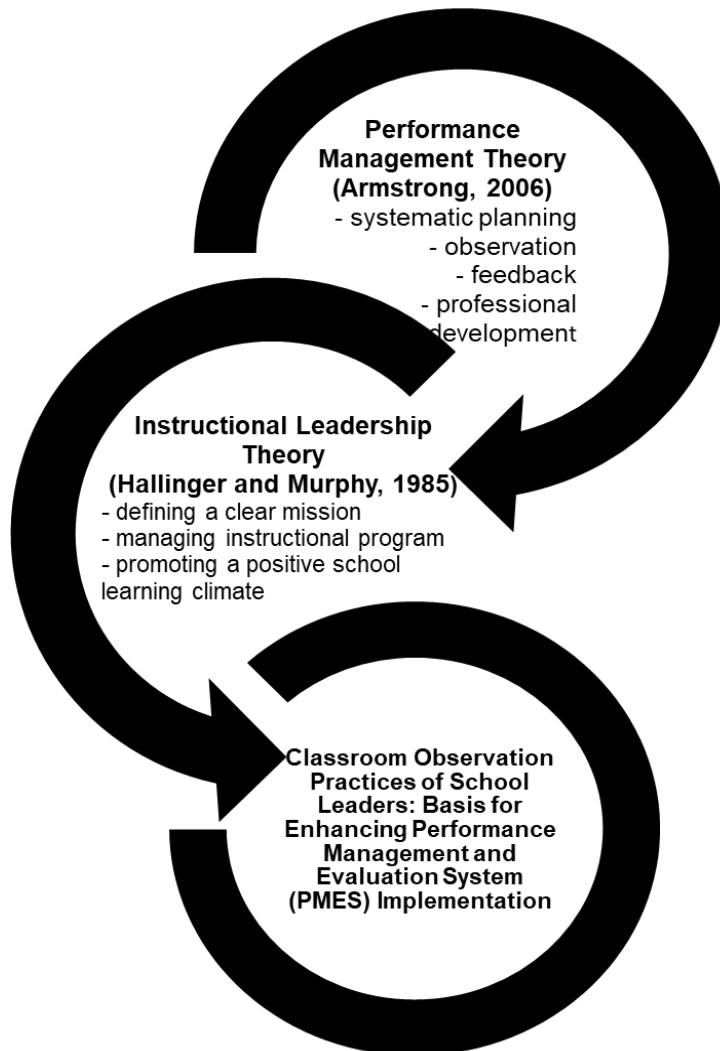 Performance
Management Theory
(Armstrong, 2006)
- systematic planning
- observation
- feedback
- professional
development
Instructional Leadership
Theory
(Hallinger and Murphy, 1985)
- defining a clear mission
- managing instructional program
- promoting a positive school
learning climate
Classroom Observation
Practices of School
Leaders: Basis for
Enhancing Performance
Management and
Evaluation System
(PMES) Implementation